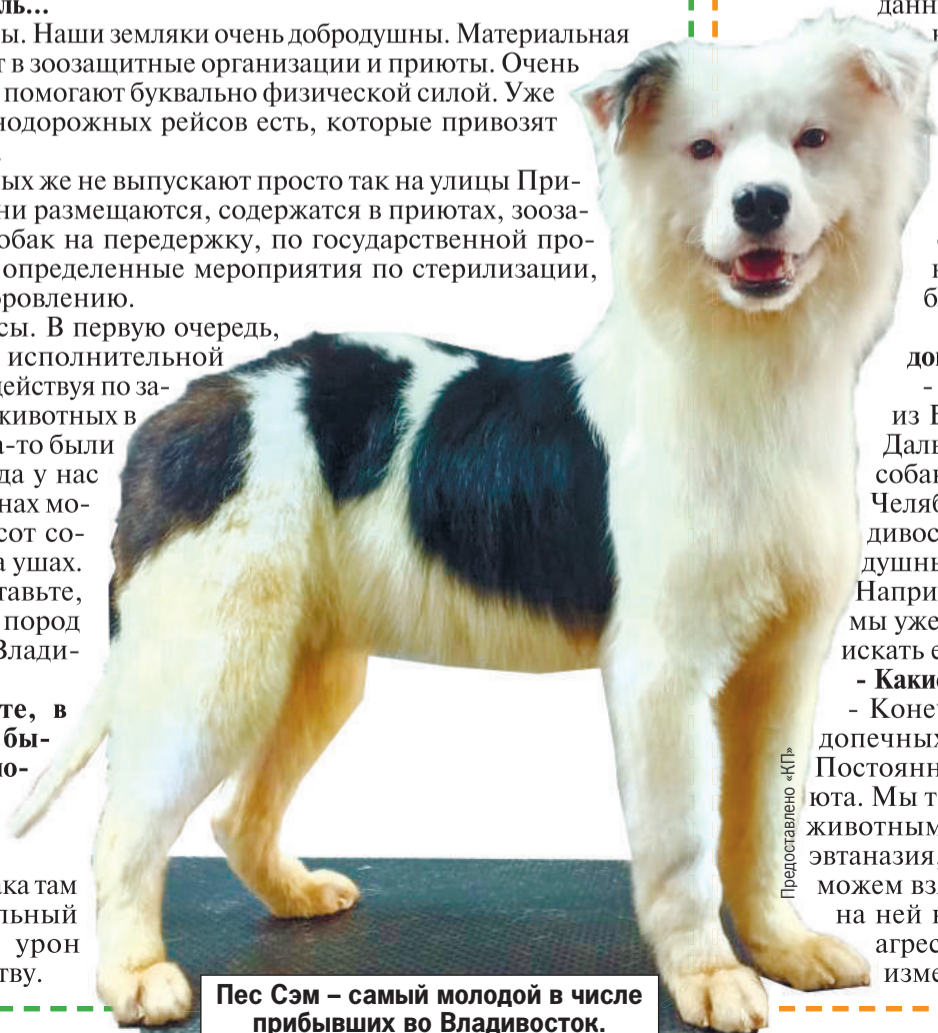 ль...
ы. Наши земляки очень добродушны. Материальная
т в зоозащитные организации и приюты. Очень
помогают буквально физической силой. Уже
нодорожных рейсов есть, которые привозят
ых же не выпускают просто так на улицы При-
ни размещаются, содержатся в приютах, зооза-
обак на передержку, по государственной про-
определенные мероприятия по стерилизации,
ровлению.
сы. В первую очередь,
исполнительной
действуя по за-
животных в
а-то были
да у нас
нах мо-
сот со-
а ушах.
тавьте,
пород
Влади-
те, в
бы-
ло-
ака там
льный
урон
тву.
Пес Сэм – самый молодой в числе
прибывших во Владивосток.
Предоставлено «КП»
данн
б
до
-
из
Даль
соба
Челяб
дивос
душн
Напри
мы уже
искать е
- Каки
- Коне
допечных
Постоянн
юта. Мы т
животным
эвтаназия
можем вз
на ней
агрес
изме